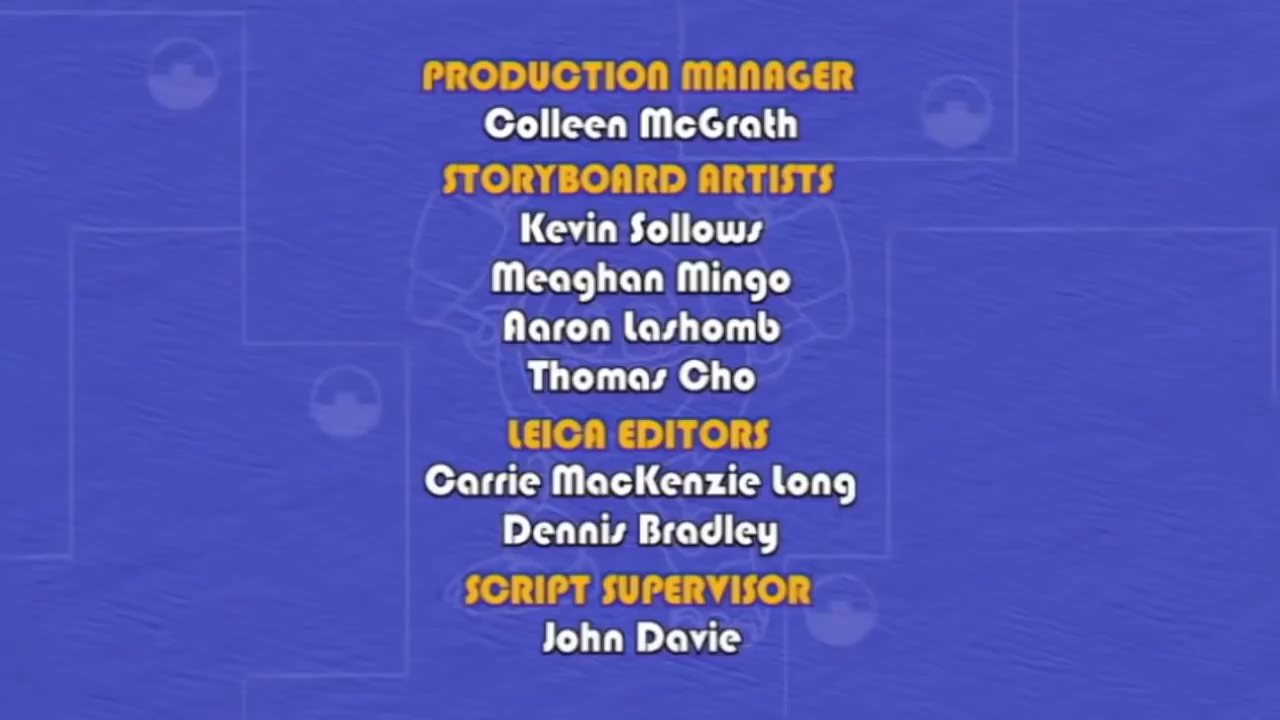 PRODUCTION MANAGER
Colleen McGrath
STORYBOARD ARTISTS
Kevin Sollows
Meaghan Mingo
Aaron Lashomb
Thomas Cho
LEICA EDITORS
Carrie MacKenzie Long
Dennis Bradley
SCRIPT SUPERVISOR
John Davie